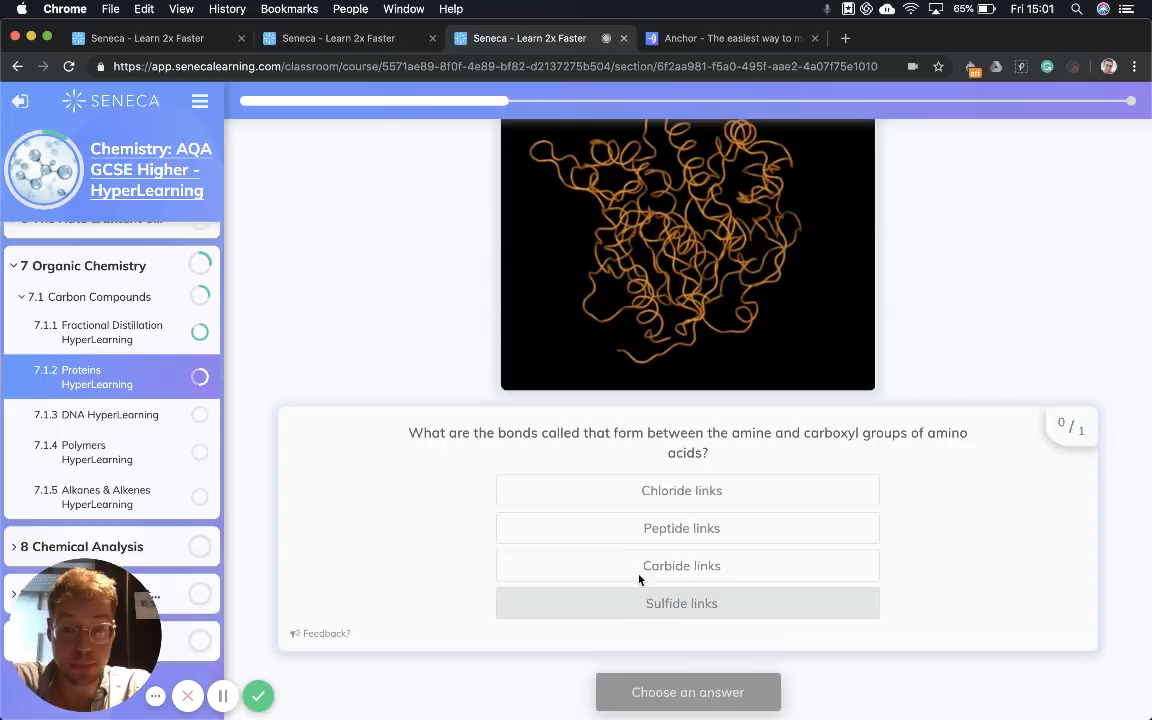 Chrome File Edit View History Bookmarks People Window Help 65% Fri 15:01
Seneca - Learn 2x Faster
Seneca - Learn 2x Faster
Seneca - Learn 2x Faster
Anchor - The easiest way to m
https://app.senecalearning.com/classroom/course/5571ae89-8f0f-4e89-bf82-d2137275b504/section/6f2aa981-f5a0-495f-aae2-4a07f75e1010
off
SENECA
Chemistry: AQA
GCSE Higher -
HyperLearning
7 Organic Chemistry
7.1 Carbon Compounds
7.1.1 Fractional Distillation
HyperLearning
7.1.2 Proteins
HyperLearning
7.1.3 DNA HyperLearning
7.1.4 Polymers
HyperLearning
7.1.5 Alkanes & Alkenes
HyperLearning
8 Chemical Analysis
What are the bonds called that form between the amine and carboxyl groups of amino
acids?
0 / 1
Chloride links
Peptide links
Carbide links
Sulfide links
Feedback?
Choose an answer